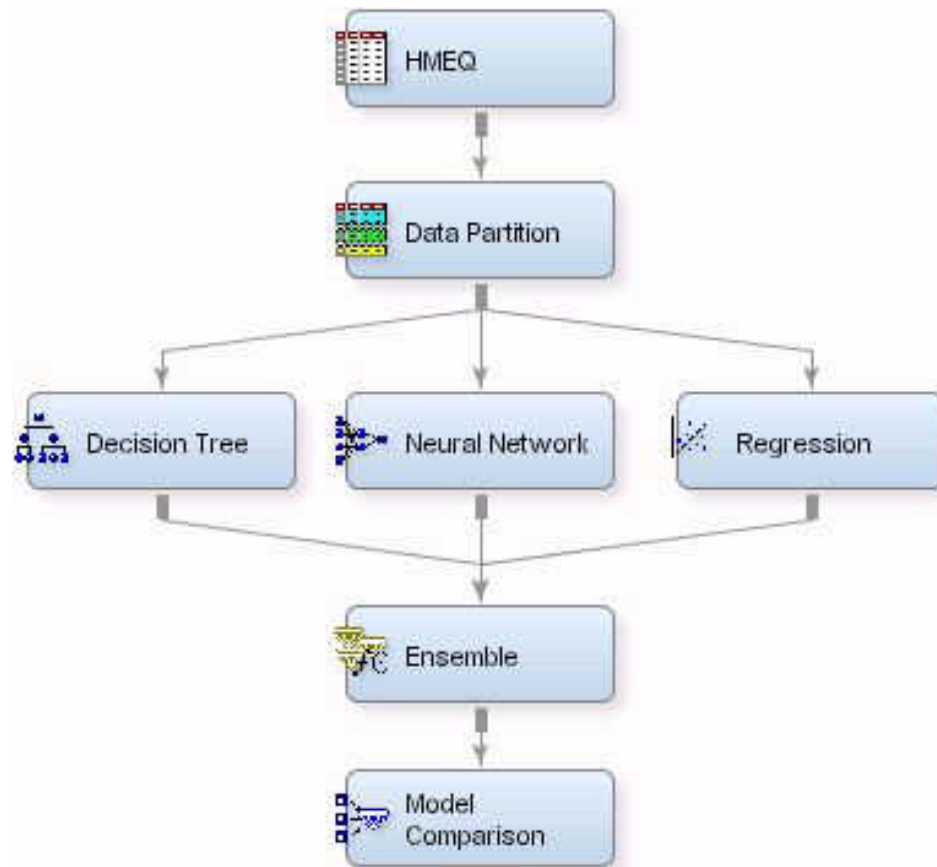 HMEQ
Data Partition
Decision Tree
Neural Network
Regression
Ensemble
Model
Comparison